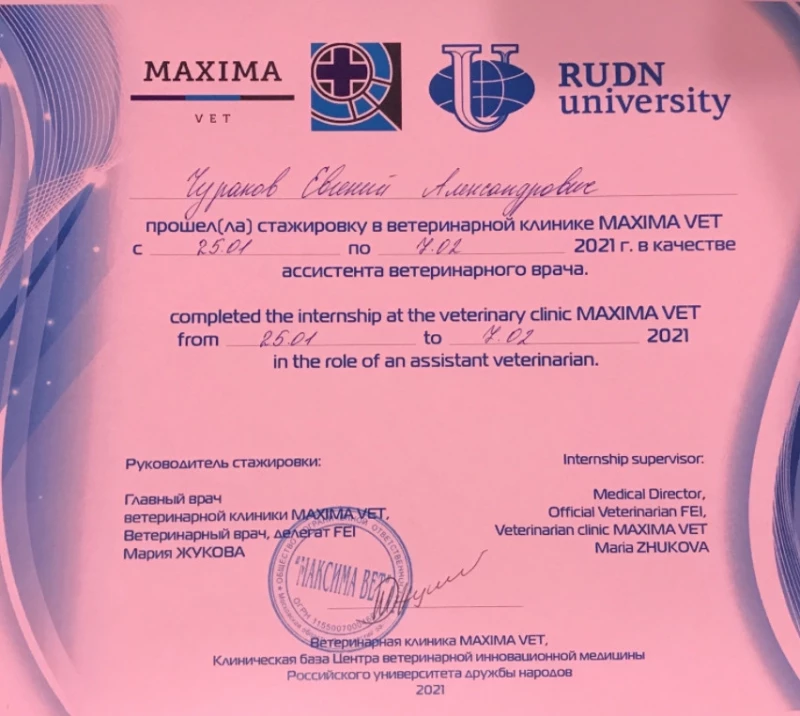 MAXIMA
VET
RUDN
university
Чураков Евгений Александрович
прошел(ла) стажировку в ветеринарной клинике MAXIMA VET
с 25.01 по 7.02 2021 г. в качестве
ассистента ветеринарного врача.
completed the internship at the veterinary clinic MAXIMA VET
from 25.01 to 7.02 2021
in the role of an assistant veterinarian.
Руководитель стажировки:
Главный врач
ветеринарной клиники MAXIMA VET,
Ветеринарный врач, делегат FEI
Мария ЖУКОВА
Internship supervisor:
Medical Director,
Official Veterinarian FEI,
Veterinarian clinic MAXIMA VET
Maria ZHUKOVA
"МАКСИМА ВЕТ"
Ветеринарная клиника MAXIMA VET,
Клиническая база Центра ветеринарной инновационной медицины
Российского университета дружбы народов
2021